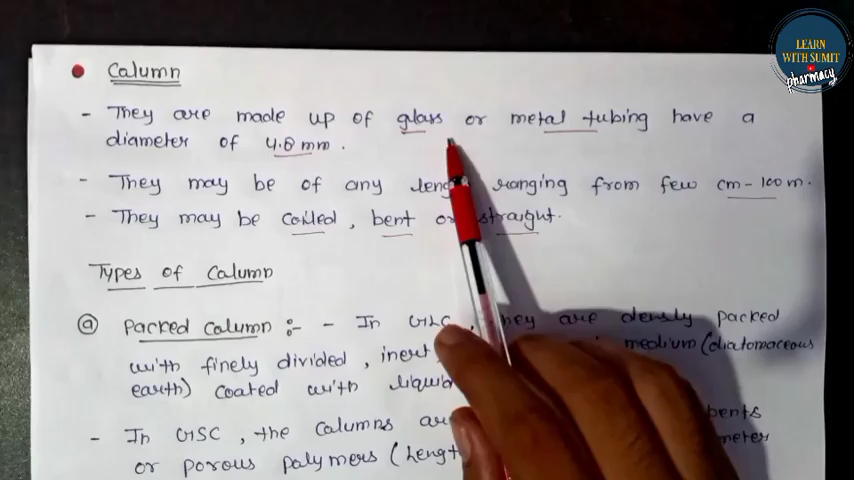 LEARN
WITH SUMIT
pharmacy
Column
- They are made up of glass or metal tubing have a
diameter of 4.8 mm.
- They may be of any ranging from few cm - 100 m.
- They may be coiled, bent or straight.
Types of Column
ⓐ Packed column :- - In GLC, they are densly packed
with finely divided, inert medium (diatomaceous
earth) coated with liquid
- In GSC, the columns are
or porous polymers (Length